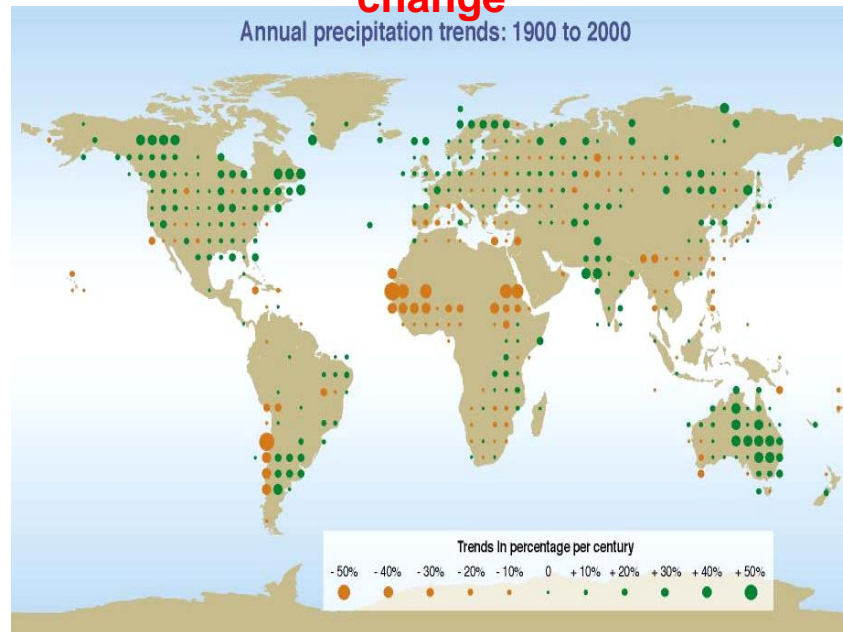 change
Annual precipitation trends: 1900 to 2000
Trends in percentage per century
- 50% - 40% - 30% - 20% - 10% 0 + 10% + 20% + 30% + 40% + 50%